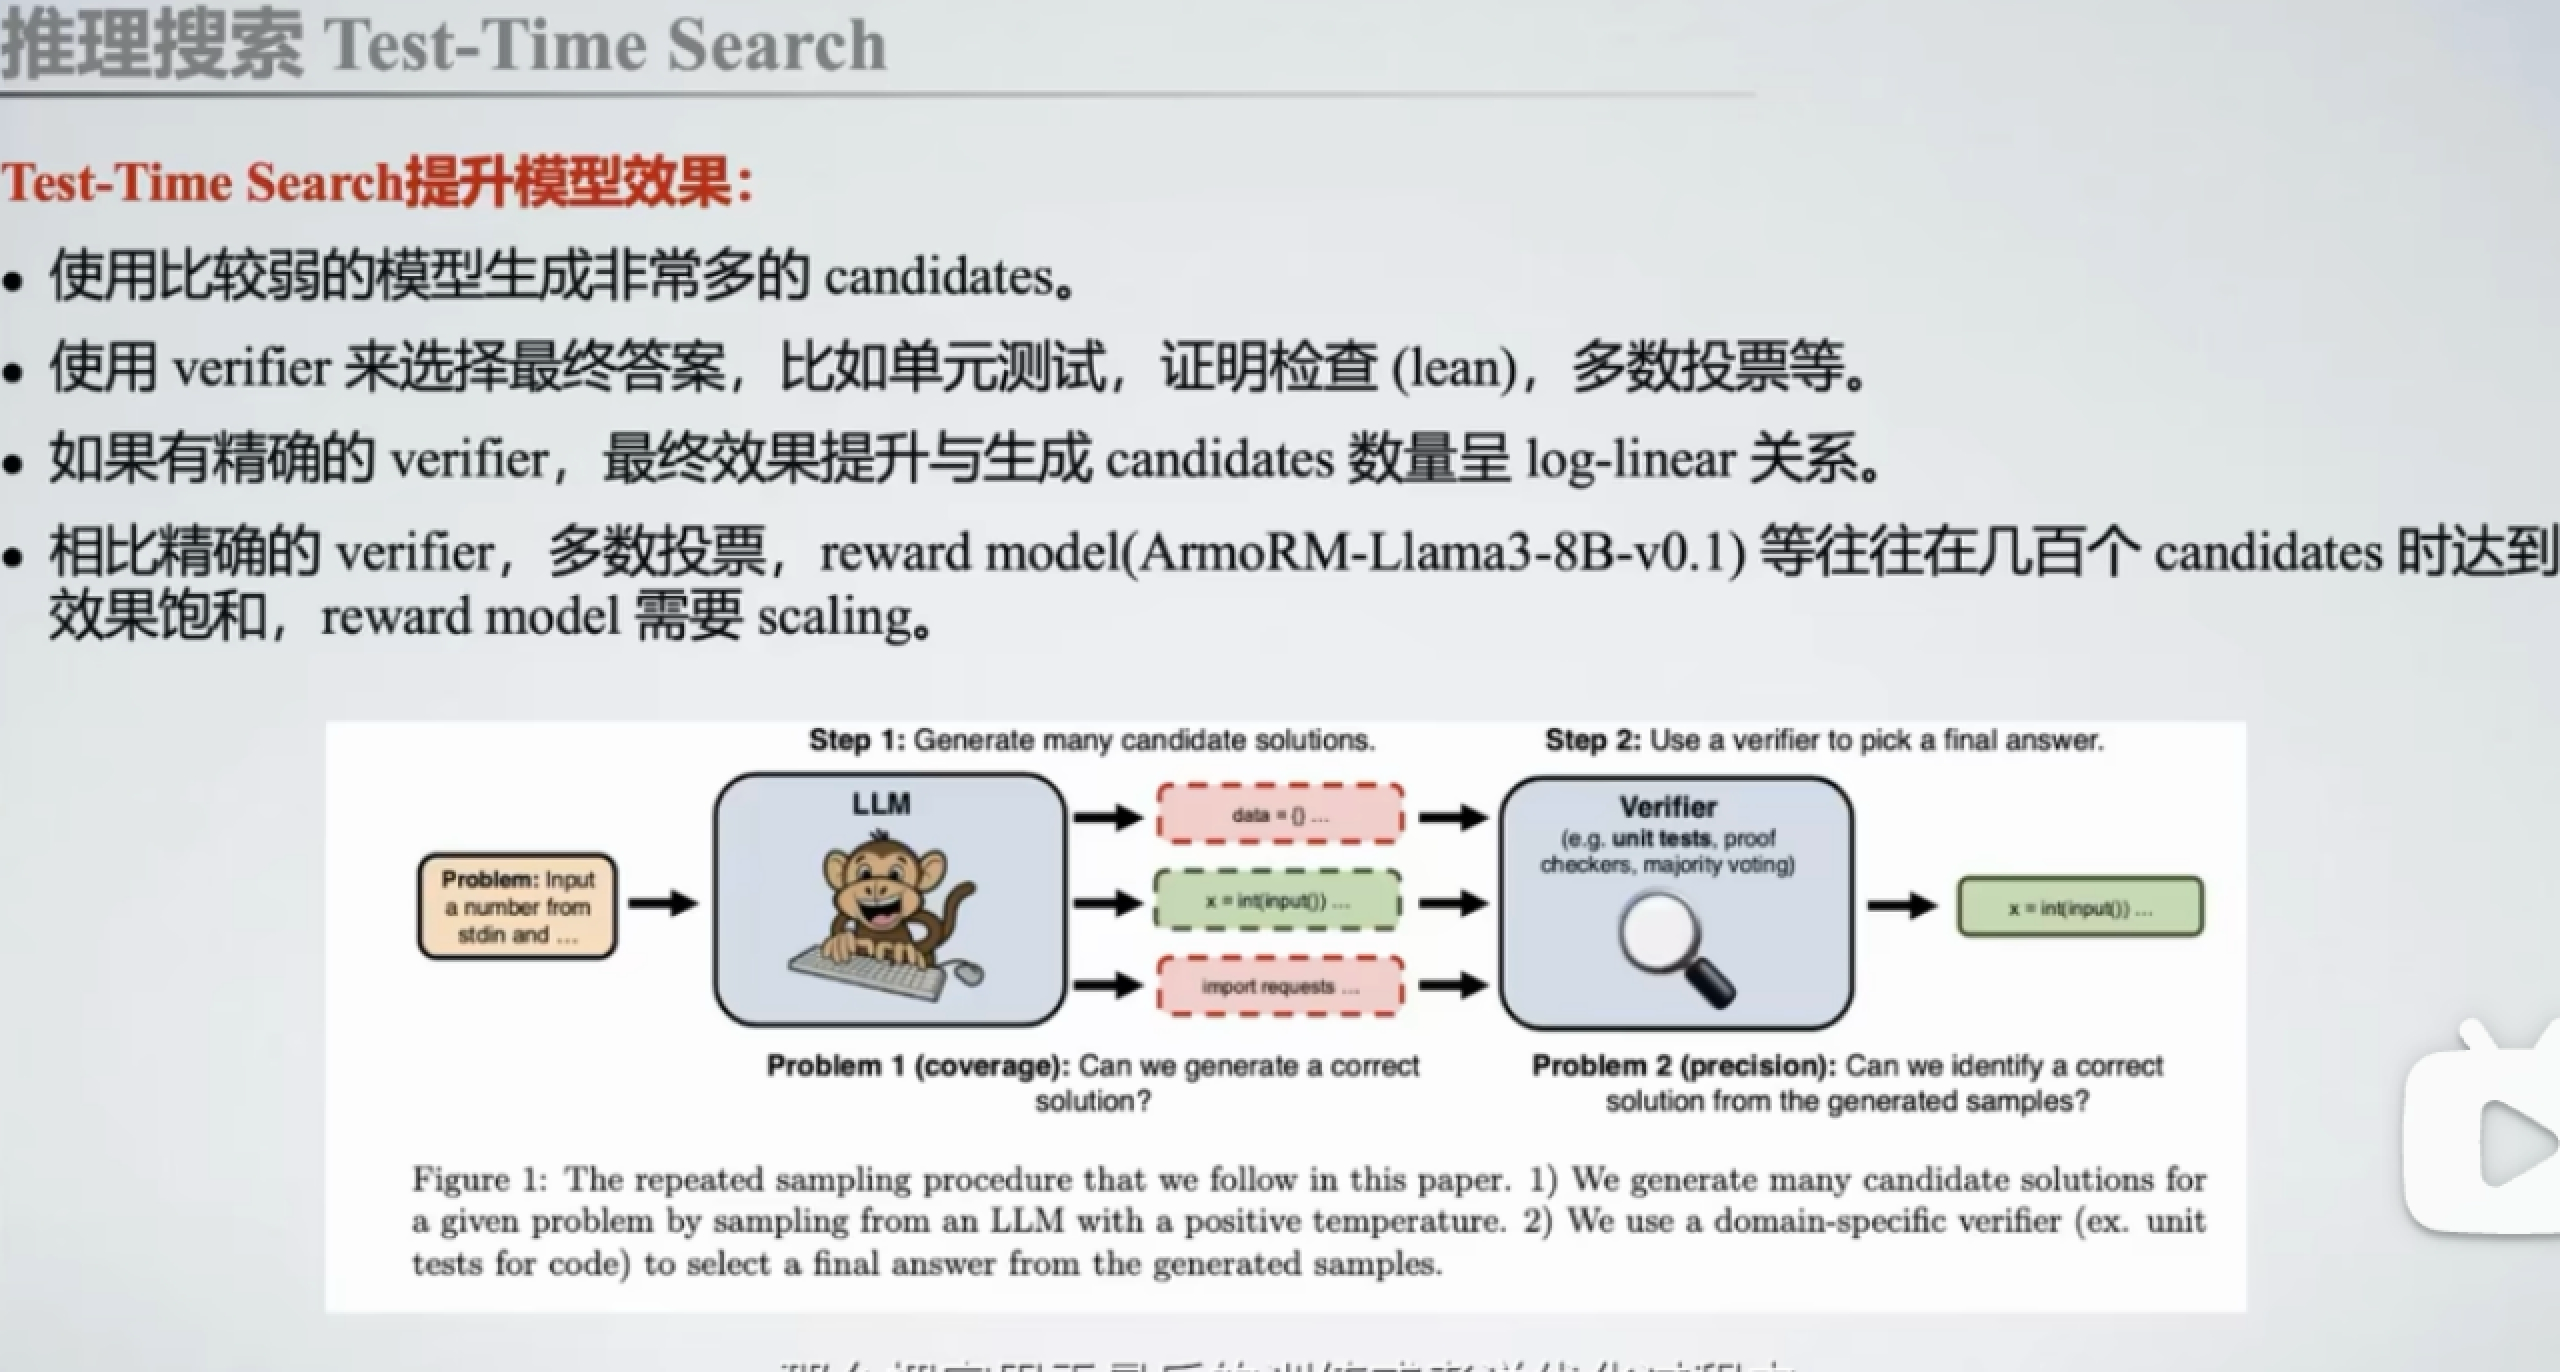 推理搜索 Test-Time Search
Test-Time Search提升模型效果：
• 使用比较弱的模型生成非常多的 candidates。
• 使用 verifier 来选择最终答案，比如单元测试，证明检查 (lean)，多数投票等。
• 如果有精确的 verifier，最终效果提升与生成 candidates 数量呈 log-linear 关系。
• 相比精确的 verifier，多数投票，reward model(ArmoRM-Llama3-8B-v0.1) 等往往在几百个 candidates 时达到
效果饱和，reward model 需要 scaling。
Step 1: Generate many candidate solutions.
Step 2: Use a verifier to pick a final answer.
Problem: Input
a number from
stdin and ...
LLM
data = {} ...
x = int(input()) ...
import requests ...
Verifier
(e.g. unit tests, proof
checkers, majority voting)
x = int(input()) ...
Problem 1 (coverage): Can we generate a correct
solution?
Problem 2 (precision): Can we identify a correct
solution from the generated samples?
Figure 1: The repeated sampling procedure that we follow in this paper. 1) We generate many candidate solutions for
a given problem by sampling from an LLM with a positive temperature. 2) We use a domain-specific verifier (ex. unit
tests for code) to select a final answer from the generated samples.